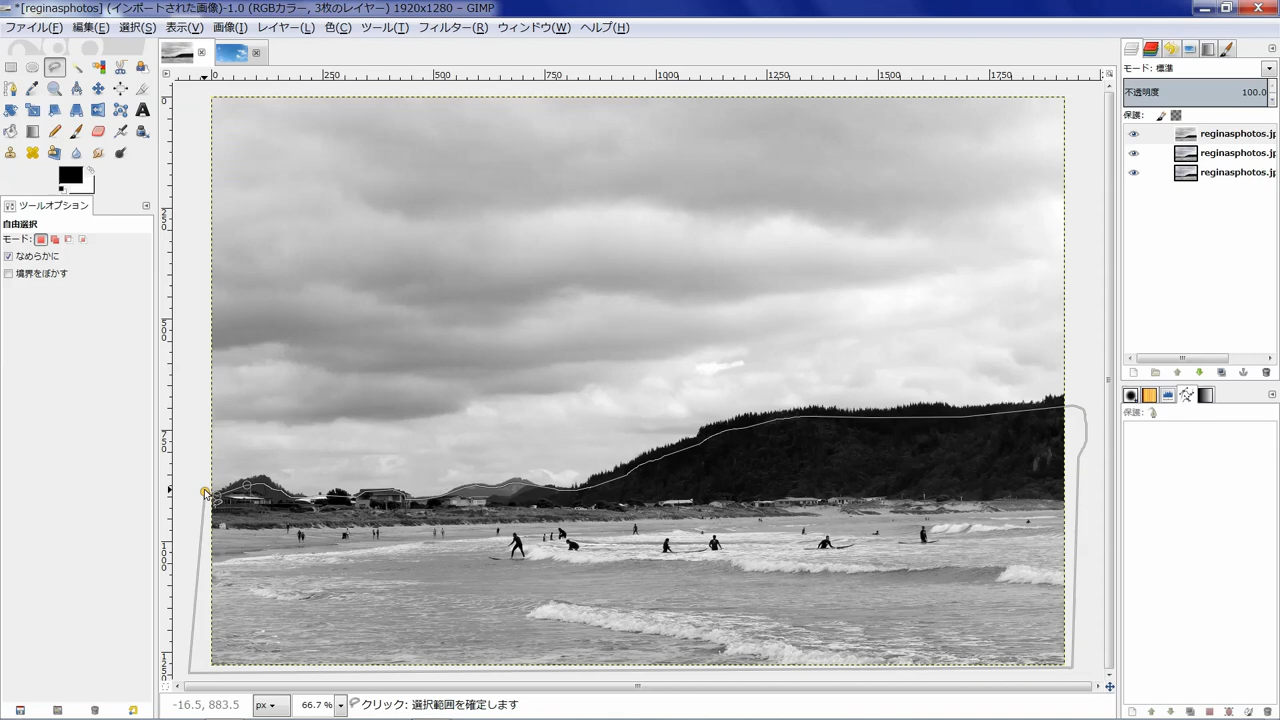 *[reginasphotos] (インポートされた画像)-1.0 (RGBカラー, 3枚のレイヤー) 1920x1280 – GIMP
ファイル(F) 編集(E) 選択(S) 表示(V) 画像(I) レイヤー(L) 色(C) ツール(T) フィルター(R) ウィンドウ(W) ヘルプ(H)
0 250 500 750 1000 1250 1500 1750
モード: 標準
不透明度 100.0
保護:
reginasphotos.jp
reginasphotos.jp
reginasphotos.jp
ツールオプション
自由選択
モード:
なめらかに
境界をぼかす
保護:
0
250
500
750
1000
1250
-16.5, 883.5 px 66.7 % クリック: 選択範囲を確定します